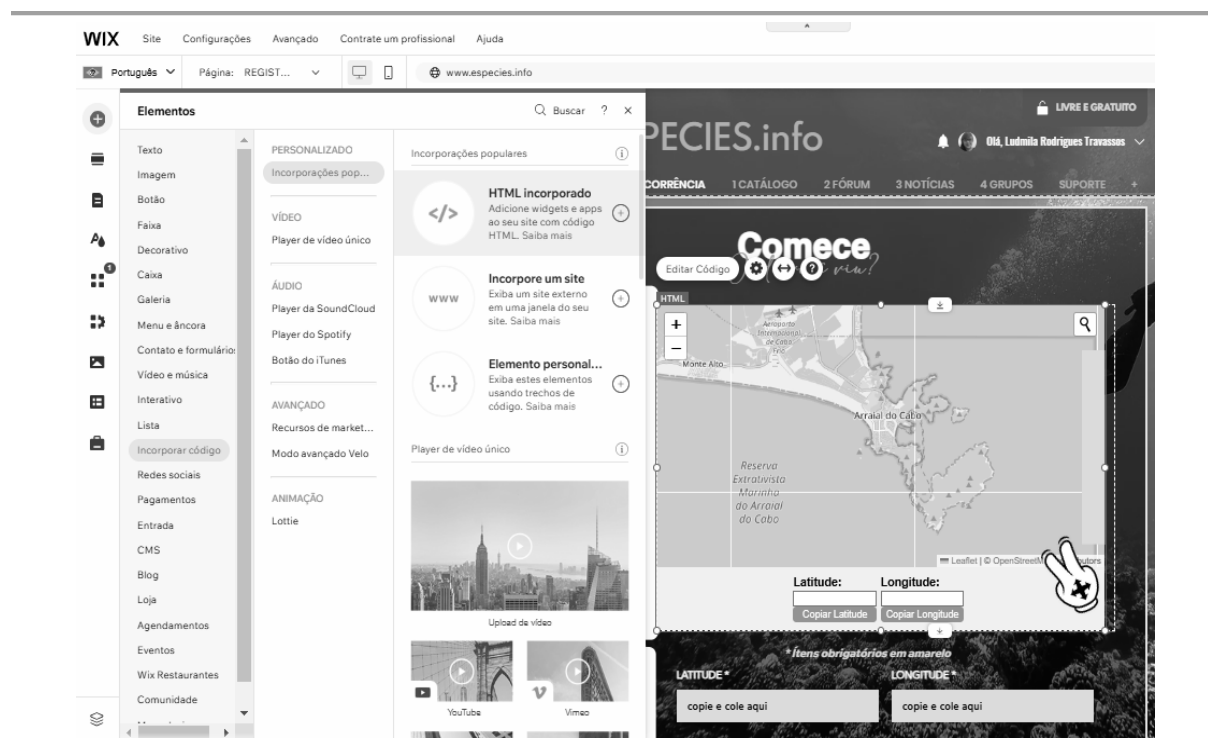 WIX Site Configurações Avançado Contrate um profissional Ajuda
Português Página: REGIST... www.especies.info
Elementos Buscar ? ×
Texto
Imagem
Botão
Faixa
Decorativo
Caixa
Galeria
Menu e âncora
Contato e formulários
Vídeo e música
Interativo
Lista
Incorporar código
Redes sociais
Pagamentos
Entrada
CMS
Blog
Loja
Agendamentos
Eventos
Wix Restaurantes
Comunidade
1
PERSONALIZADO
Incorporações pop...
VÍDEO
Player de vídeo único
ÁUDIO
Player da SoundCloud
Player do Spotify
Botão do iTunes
AVANÇADO
Recursos de market...
Modo avançado Velo
ANIMAÇÃO
Lottie
Incorporações populares
</>
HTML incorporado
Adicione widgets e apps
ao seu site com código
HTML. Saiba mais
www
Incorpore um site
Exiba um site externo
em uma janela do seu
site. Saiba mais
{...}
Elemento personal...
Exiba estes elementos
usando trechos de
código. Saiba mais
Player de vídeo único
Upload de vídeo
YouTube Vimeo
LIVRE E GRATUITO
PECIES.info
Olá, Ludmila Rodrigues Travassos
CORRÊNCIA 1 CATÁLOGO 2 FÓRUM 3 NOTÍCIAS 4 GRUPOS SUPORTE +
Comece
viu?
Editar Código
HTML
+
−
Aeroporto
Internacional
de Cabo
Frio
Monte Alto
Arraial do Cabo
Reserva
Extrativista
Marinha
do Arraial
do Cabo
Leaflet | © OpenStreetM
Latitude: Longitude:
Copiar Latitude Copiar Longitude
*Ítens obrigatórios em amarelo
LATITUDE * LONGITUDE *
copie e cole aqui copie e cole aqui